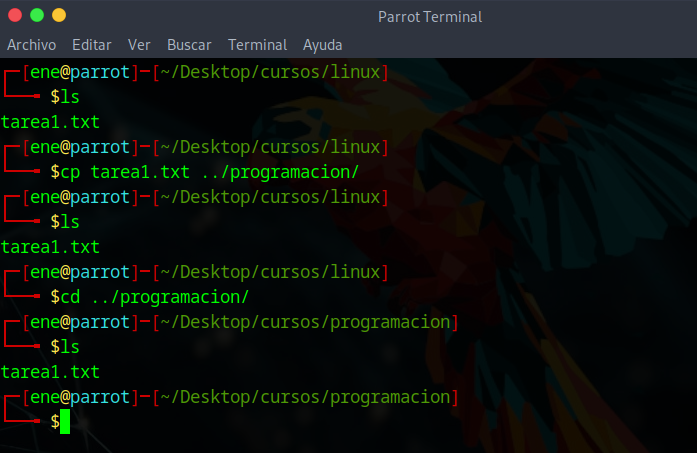 Parrot Terminal
Archivo Editar Ver Buscar Terminal Ayuda
[ene@parrot]-[~/Desktop/cursos/linux]
$ls
tarea1.txt
[ene@parrot]-[~/Desktop/cursos/linux]
$cp tarea1.txt ../programacion/
[ene@parrot]-[~/Desktop/cursos/linux]
$ls
tarea1.txt
[ene@parrot]-[~/Desktop/cursos/linux]
$cd ../programacion/
[ene@parrot]-[~/Desktop/cursos/programacion]
$ls
tarea1.txt
[ene@parrot]-[~/Desktop/cursos/programacion]
$